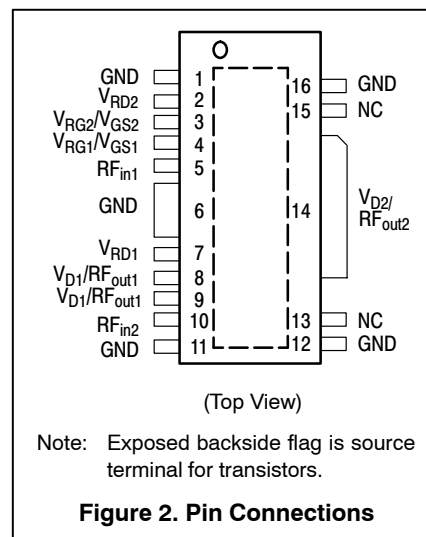 GND 1
V_RD2 2
V_RG2/V_GS2 3
V_RG1/V_GS1 4
RF_in1 5
GND 6
V_RD1 7
V_D1/RF_out1 8
V_D1/RF_out1 9
RF_in2 10
GND 11
16 GND
15 NC
14 V_D2/
RF_out2
13 NC
12 GND
(Top View)
Note: Exposed backside flag is source
terminal for transistors.
Figure 2. Pin Connections